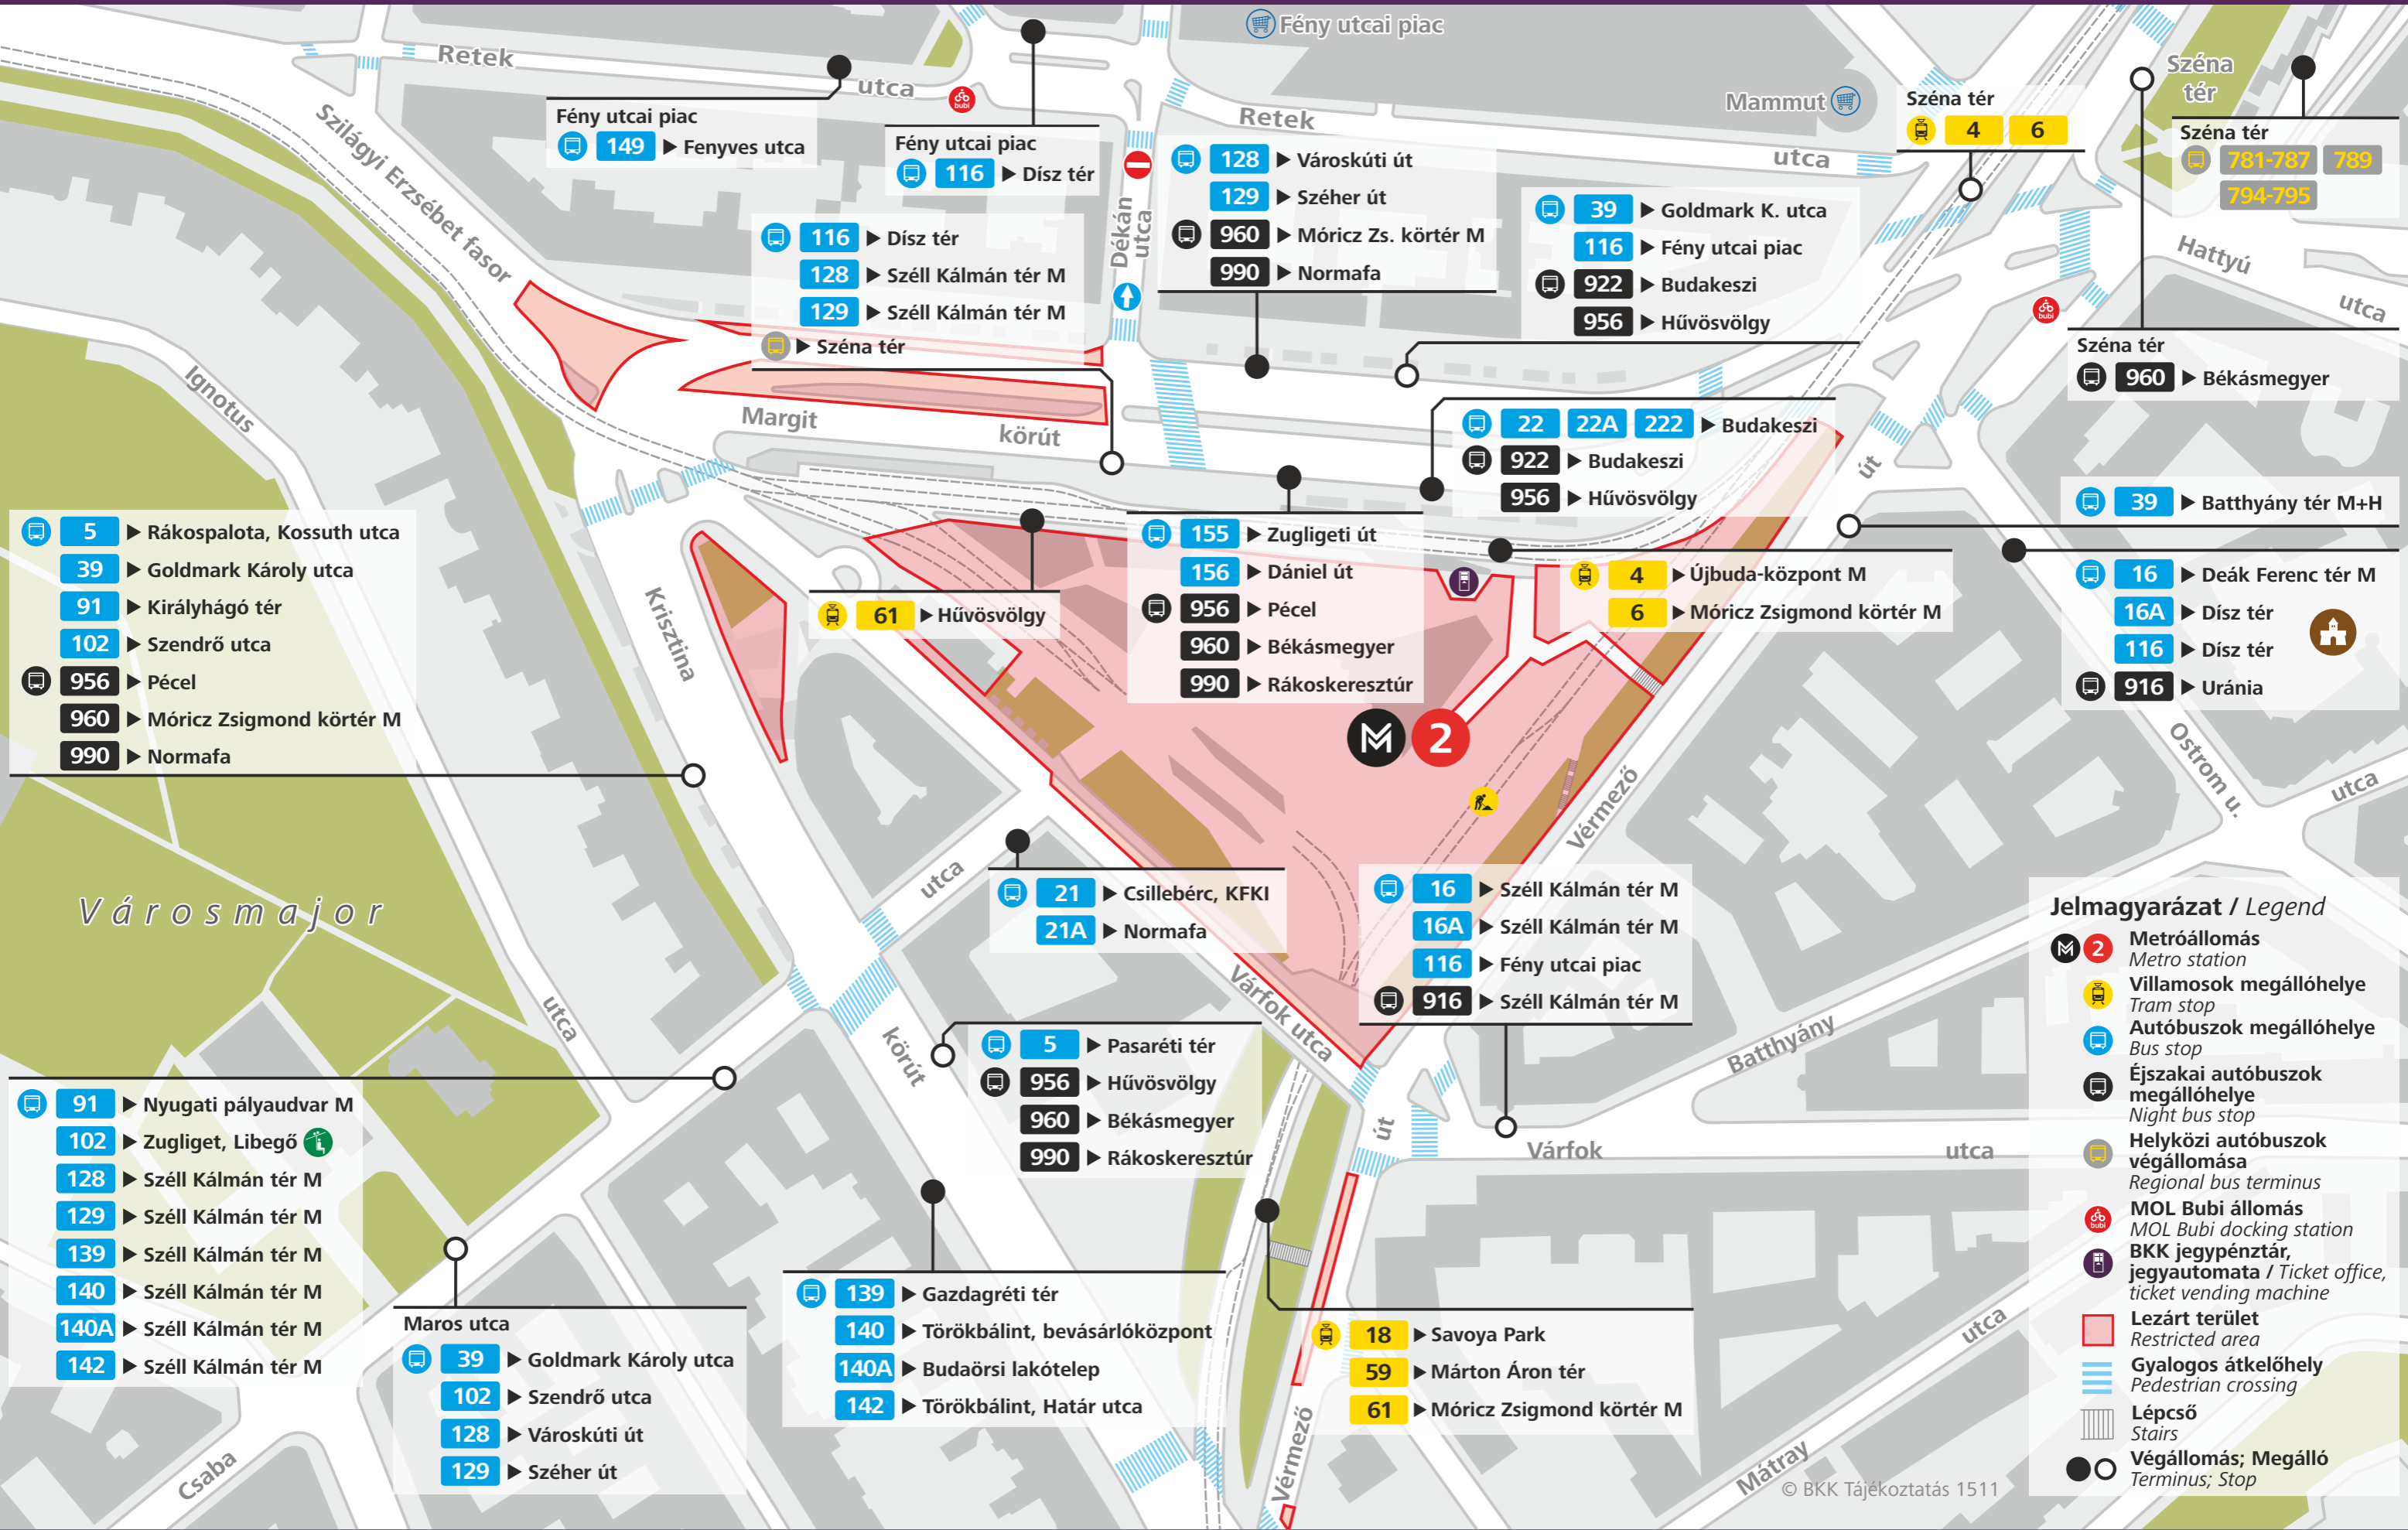 Fény utcai piac
Retek
utca
Fény utcai piac
149 ▶ Fenyves utca
Fény utcai piac
116 ▶ Dísz tér
bubi
Retek
utca
Mammut
Széna tér
4 6
Széna
tér
Széna tér
781-787 789
794-795
Szilágyi Erzsébet fasor
Dékán
utca
116 ▶ Dísz tér
128 ▶ Széll Kálmán tér M
129 ▶ Széll Kálmán tér M
▶ Széna tér
128 ▶ Városkúti út
129 ▶ Széher út
960 ▶ Móricz Zs. körtér M
990 ▶ Normafa
39 ▶ Goldmark K. utca
116 ▶ Fény utcai piac
922 ▶ Budakeszi
956 ▶ Hűvösvölgy
Hattyú
utca
bubi
Széna tér
960 ▶ Békásmegyer
Ignotus
Margit
körút
22 22A 222 ▶ Budakeszi
922 ▶ Budakeszi
956 ▶ Hűvösvölgy
út
39 ▶ Batthyány tér M+H
5 ▶ Rákospalota, Kossuth utca
39 ▶ Goldmark Károly utca
91 ▶ Királyhágó tér
102 ▶ Szendrő utca
956 ▶ Pécel
960 ▶ Móricz Zsigmond körtér M
990 ▶ Normafa
Krisztina
61 ▶ Hűvösvölgy
155 ▶ Zugligeti út
156 ▶ Dániel út
956 ▶ Pécel
960 ▶ Békásmegyer
990 ▶ Rákoskeresztúr
4 ▶ Újbuda-központ M
6 ▶ Móricz Zsigmond körtér M
16 ▶ Deák Ferenc tér M
16A ▶ Dísz tér
116 ▶ Dísz tér
916 ▶ Uránia
M 2
Vérmező
Ostrom u.
utca
Városmajor
utca
utca
21 ▶ Csillebérc, KFKI
21A ▶ Normafa
Várfok utca
16 ▶ Széll Kálmán tér M
16A ▶ Széll Kálmán tér M
116 ▶ Fény utcai piac
916 ▶ Széll Kálmán tér M
körút
5 ▶ Pasaréti tér
956 ▶ Hűvösvölgy
960 ▶ Békásmegyer
990 ▶ Rákoskeresztúr
Batthyány
út
Várfok
utca
91 ▶ Nyugati pályaudvar M
102 ▶ Zugliget, Libegő
128 ▶ Széll Kálmán tér M
129 ▶ Széll Kálmán tér M
139 ▶ Széll Kálmán tér M
140 ▶ Széll Kálmán tér M
140A ▶ Széll Kálmán tér M
142 ▶ Széll Kálmán tér M
Maros utca
39 ▶ Goldmark Károly utca
102 ▶ Szendrő utca
128 ▶ Városkúti út
129 ▶ Széher út
139 ▶ Gazdagréti tér
140 ▶ Törökbálint, bevásárlóközpont
140A ▶ Budaörsi lakótelep
142 ▶ Törökbálint, Határ utca
18 ▶ Savoya Park
59 ▶ Márton Áron tér
61 ▶ Móricz Zsigmond körtér M
Csaba
Vérmező
Mátray
utca
© BKK Tájékoztatás 1511
Jelmagyarázat / Legend
M 2 Metróállomás
Metro station
Villamosok megállóhelye
Tram stop
Autóbuszok megállóhelye
Bus stop
Éjszakai autóbuszok
megállóhelye
Night bus stop
Helyközi autóbuszok
végállomása
Regional bus terminus
bubi MOL Bubi állomás
MOL Bubi docking station
BKK jegypénztár,
jegyautomata / Ticket office,
ticket vending machine
Lezárt terület
Restricted area
Gyalogos átkelőhely
Pedestrian crossing
Lépcső
Stairs
Végállomás; Megálló
Terminus; Stop